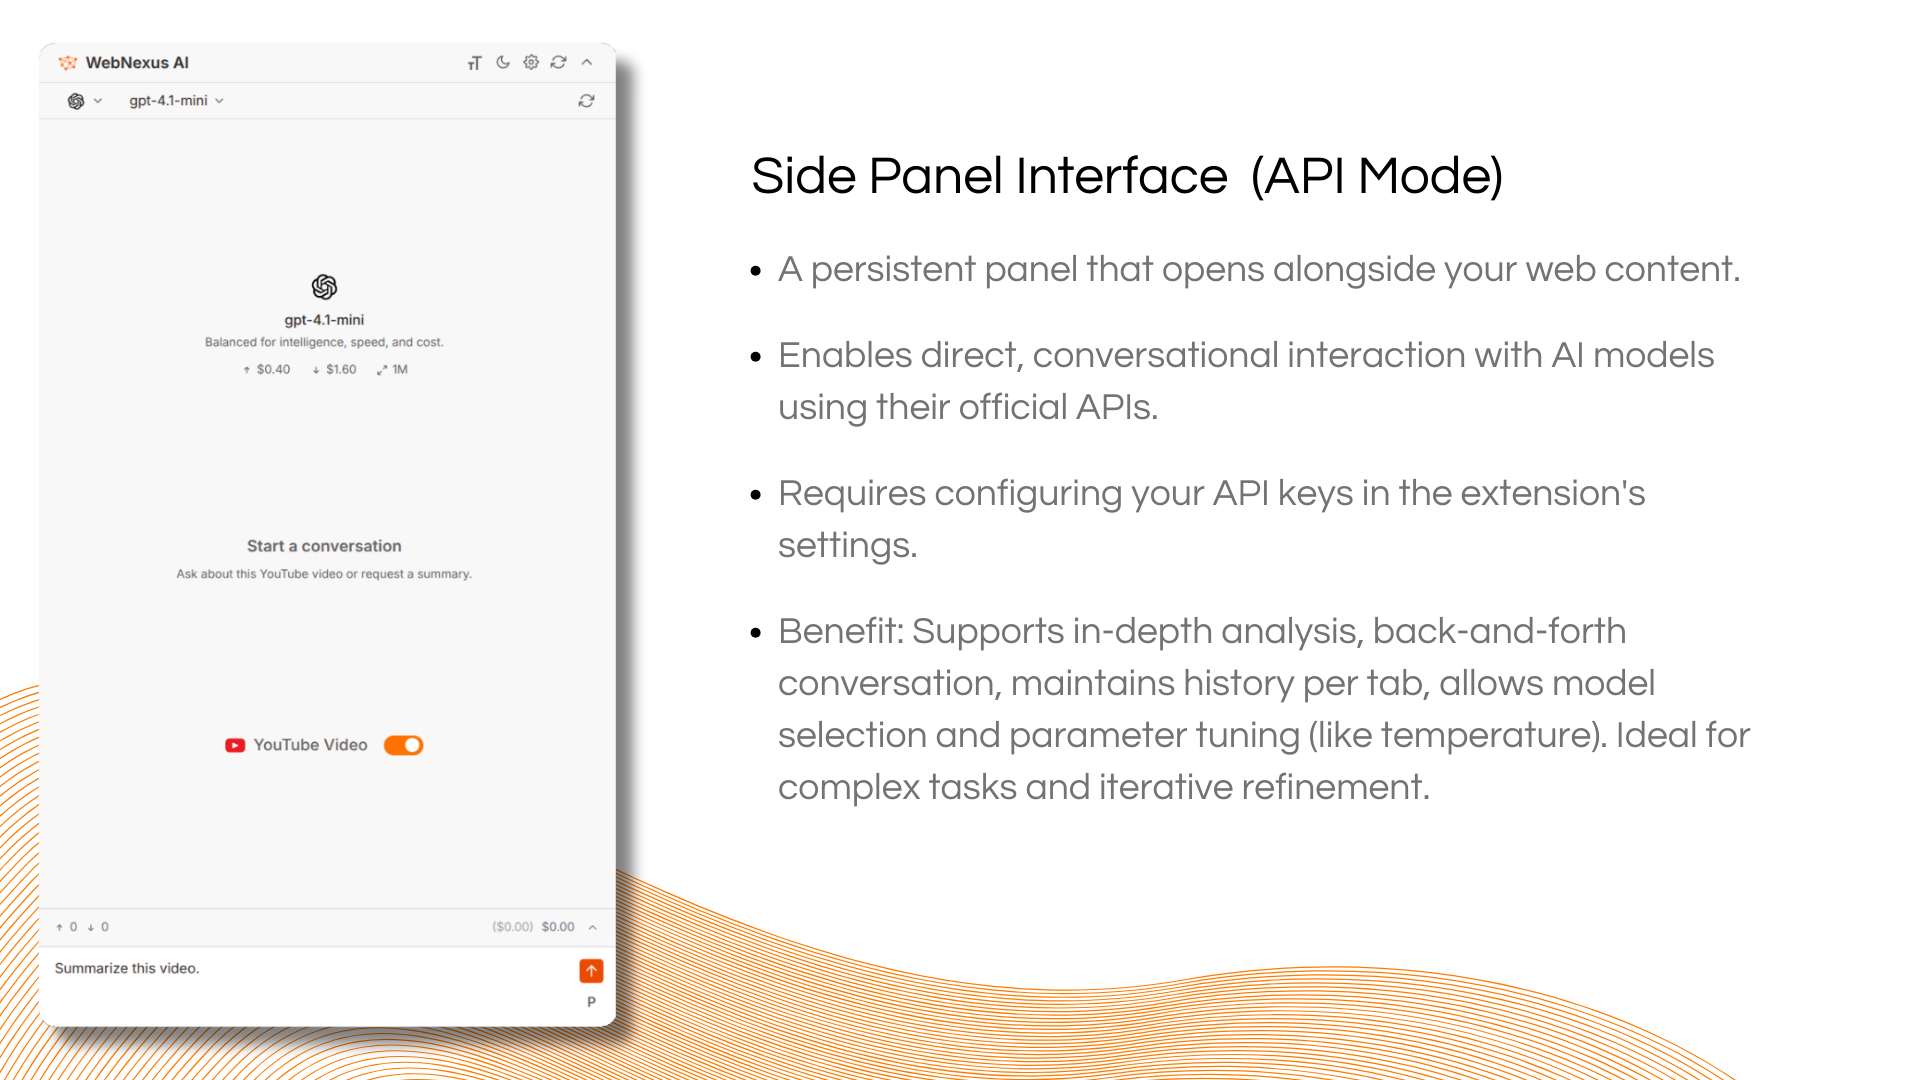 WebNexus AI
gpt-4.1-mini
gpt-4.1-mini
Balanced for intelligence, speed, and cost.
↑ $0.40 ↓ $1.60 1M
Start a conversation
Ask about this YouTube video or request a summary.
YouTube Video
↑ 0 ↓ 0 ($0.00) $0.00
Summarize this video.
P
Side Panel Interface (API Mode)
• A persistent panel that opens alongside your web content.
• Enables direct, conversational interaction with AI models
using their official APIs.
• Requires configuring your API keys in the extension's
settings.
• Benefit: Supports in-depth analysis, back-and-forth
conversation, maintains history per tab, allows model
selection and parameter tuning (like temperature). Ideal for
complex tasks and iterative refinement.